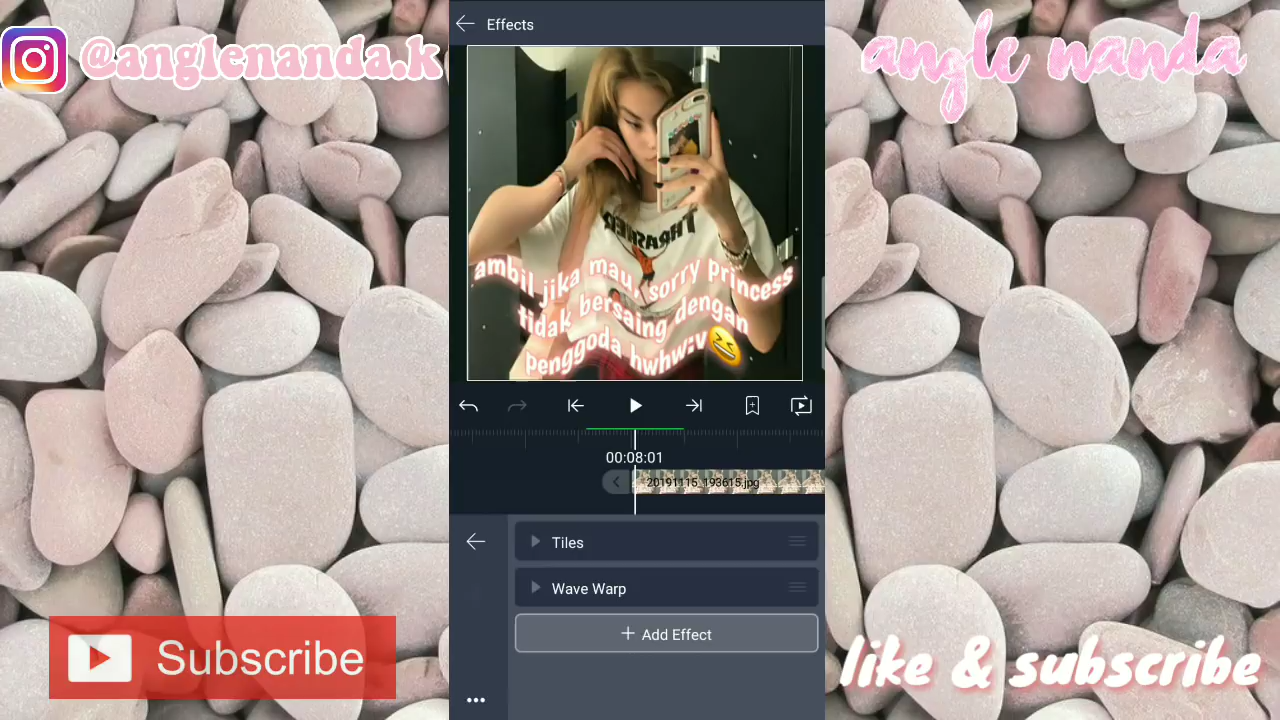 Effects
@anglenanda.k
angle nanda
THRASHER
ambil jika mau, sorry princess
tidak bersaing dengan
penggoda hwhw:v😆
00:08:01
20191115_193615.jpg
Tiles
Wave Warp
+ Add Effect
Subscribe
like & subscribe